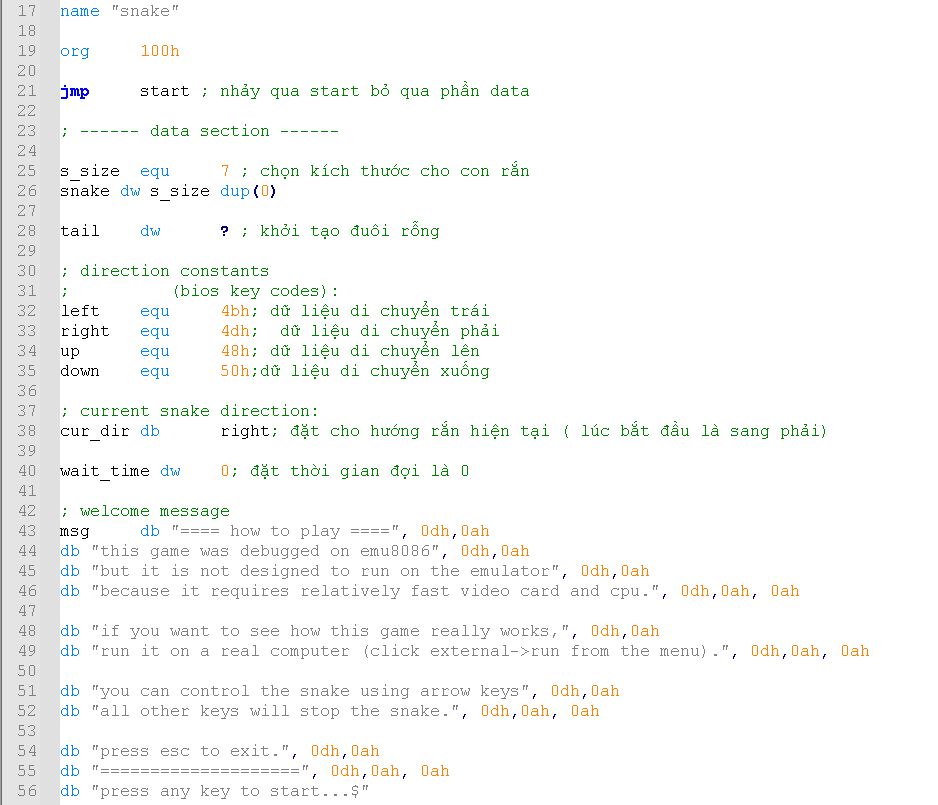 17 name "snake"
18
19 org 100h
20
21 jmp start ; nhảy qua start bỏ qua phần data
22
23 ; ------ data section ------
24
25 s_size equ 7 ; chọn kích thước cho con rắn
26 snake dw s_size dup(0)
27
28 tail dw ? ; khởi tạo đuôi rỗng
29
30 ; direction constants
31 ; (bios key codes):
32 left equ 4bh; dữ liệu di chuyển trái
33 right equ 4dh; dữ liệu di chuyển phải
34 up equ 48h; dữ liệu di chuyển lên
35 down equ 50h;dữ liệu di chuyển xuống
36
37 ; current snake direction:
38 cur_dir db right; đặt cho hướng rắn hiện tại ( lúc bắt đầu là sang phải)
39
40 wait_time dw 0; đặt thời gian đợi là 0
41
42 ; welcome message
43 msg db "==== how to play ====", 0dh,0ah
44 db "this game was debugged on emu8086", 0dh,0ah
45 db "but it is not designed to run on the emulator", 0dh,0ah
46 db "because it requires relatively fast video card and cpu.", 0dh,0ah, 0ah
47
48 db "if you want to see how this game really works,", 0dh,0ah
49 db "run it on a real computer (click external->run from the menu).", 0dh,0ah, 0ah
50
51 db "you can control the snake using arrow keys", 0dh,0ah
52 db "all other keys will stop the snake.", 0dh,0ah, 0ah
53
54 db "press esc to exit.", 0dh,0ah
55 db "====================", 0dh,0ah, 0ah
56 db "press any key to start...$"